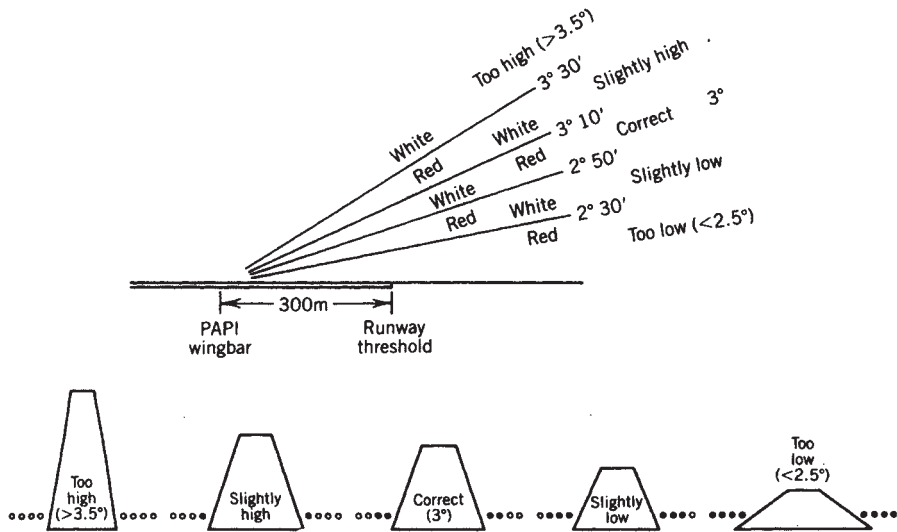 Too high (>3.5°)
3° 30′
Slightly high
White
White
3° 10′
Correct 3°
Red
Red
2° 50′
Slightly low
White
White
2° 30′
Red
Red
Too low (<2.5°)
300m
PAPI
wingbar
Runway
threshold
Too
high
(>3.5°)
Slightly
high
Correct
(3°)
Slightly
low
Too
low
(<2.5°)